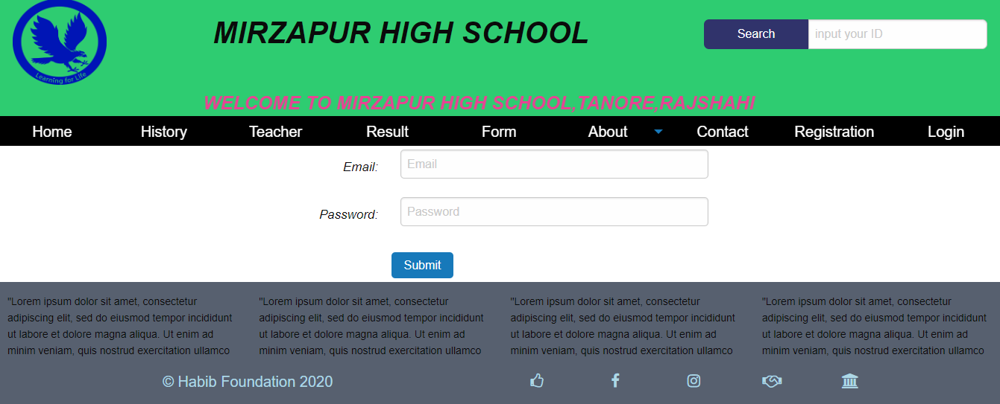 Learning for Life
MIRZAPUR HIGH SCHOOL
Search input your ID
WELCOME TO MIRZAPUR HIGH SCHOOL,TANORE,RAJSHAHI
Home History Teacher Result Form About Contact Registration Login
Email: Email
Password: Password
Submit
"Lorem ipsum dolor sit amet, consectetur
adipiscing elit, sed do eiusmod tempor incididunt
ut labore et dolore magna aliqua. Ut enim ad
minim veniam, quis nostrud exercitation ullamco
"Lorem ipsum dolor sit amet, consectetur
adipiscing elit, sed do eiusmod tempor incididunt
ut labore et dolore magna aliqua. Ut enim ad
minim veniam, quis nostrud exercitation ullamco
"Lorem ipsum dolor sit amet, consectetur
adipiscing elit, sed do eiusmod tempor incididunt
ut labore et dolore magna aliqua. Ut enim ad
minim veniam, quis nostrud exercitation ullamco
"Lorem ipsum dolor sit amet, consectetur
adipiscing elit, sed do eiusmod tempor incididunt
ut labore et dolore magna aliqua. Ut enim ad
minim veniam, quis nostrud exercitation ullamco
© Habib Foundation 2020